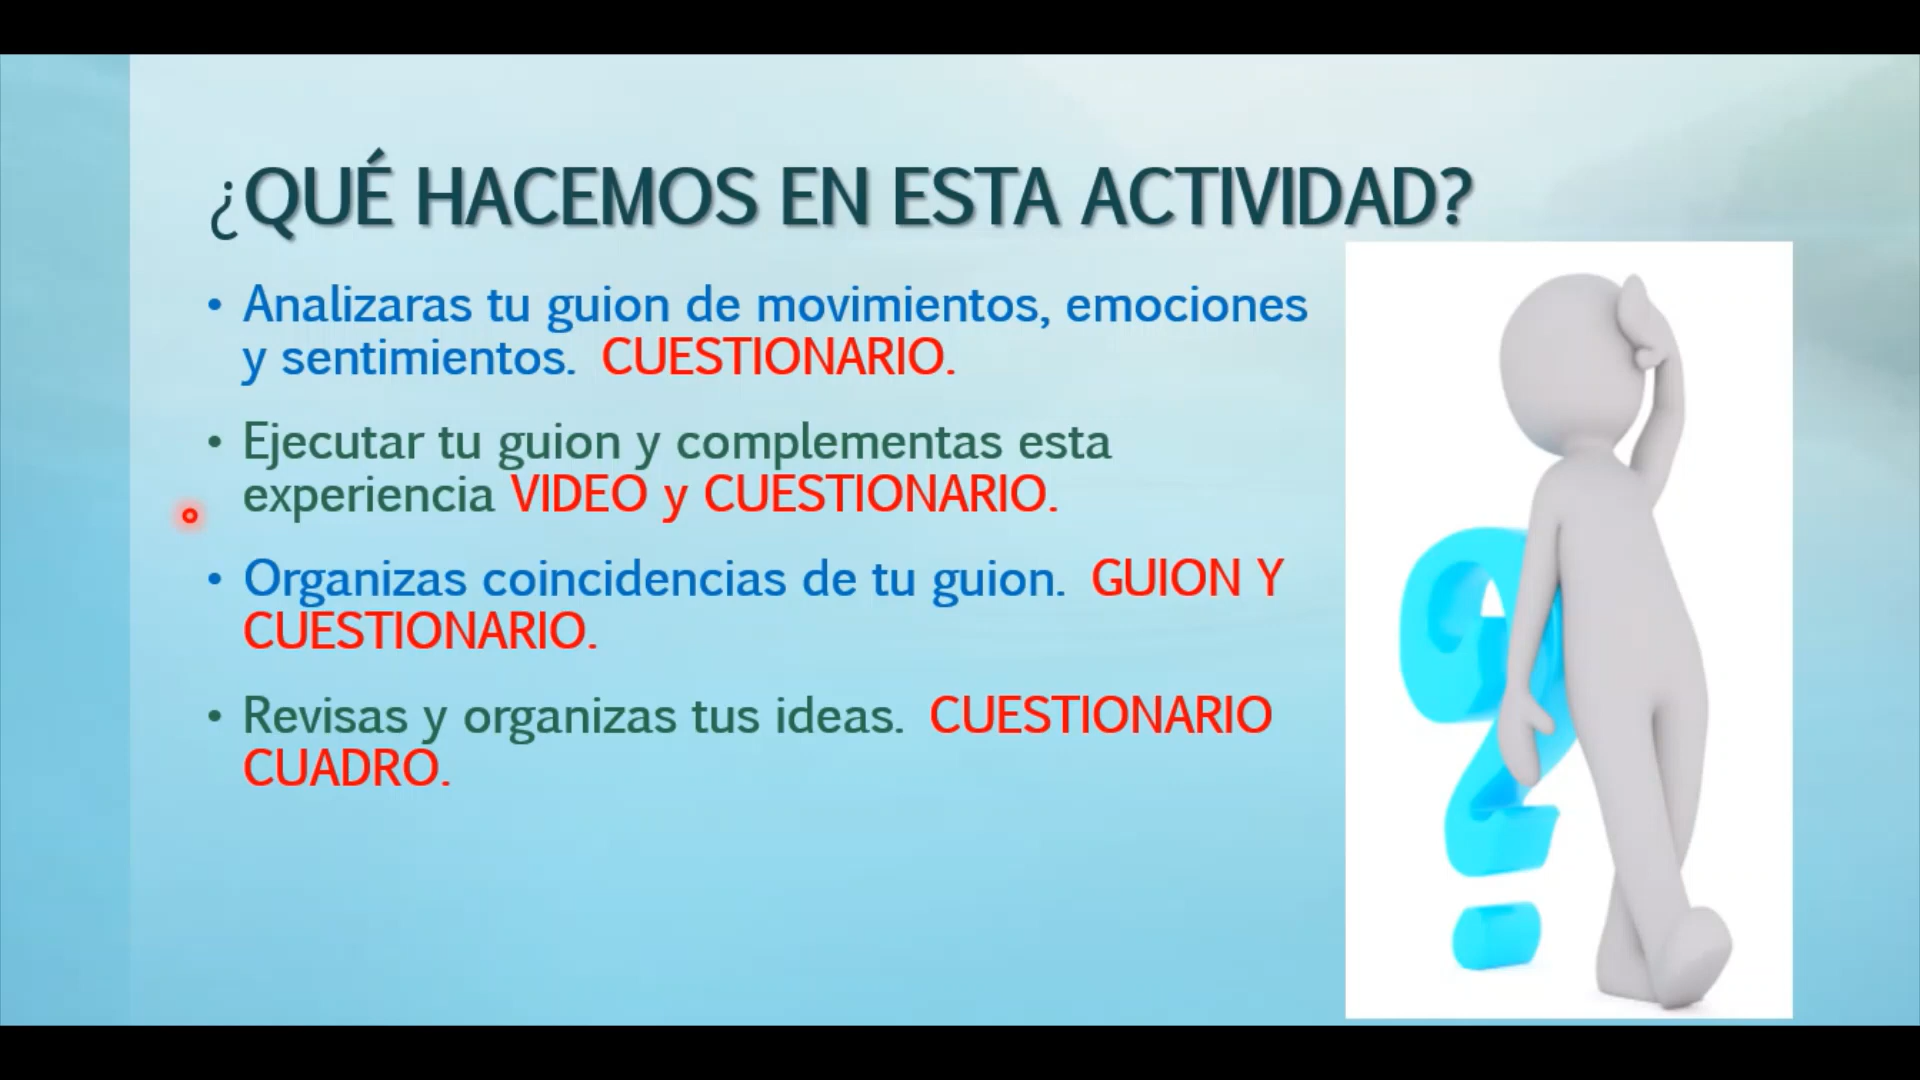 ¿QUÉ HACEMOS EN ESTA ACTIVIDAD?
• Analizaras tu guion de movimientos, emociones
y sentimientos. CUESTIONARIO.
• Ejecutar tu guion y complementas esta
experiencia VIDEO y CUESTIONARIO.
• Organizas coincidencias de tu guion. GUION Y
CUESTIONARIO.
• Revisas y organizas tus ideas. CUESTIONARIO
CUADRO.